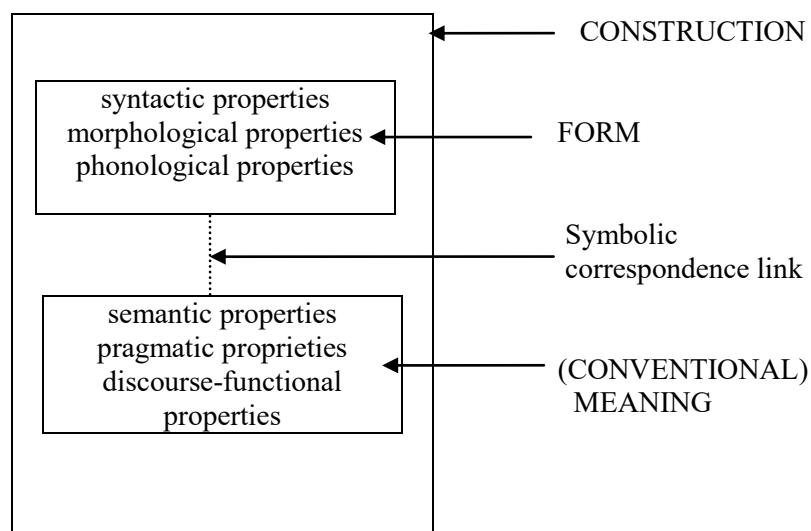 CONSTRUCTION
syntactic properties
morphological properties
phonological properties
FORM
Symbolic
correspondence link
semantic properties
pragmatic proprieties
discourse-functional
properties
(CONVENTIONAL)
MEANING